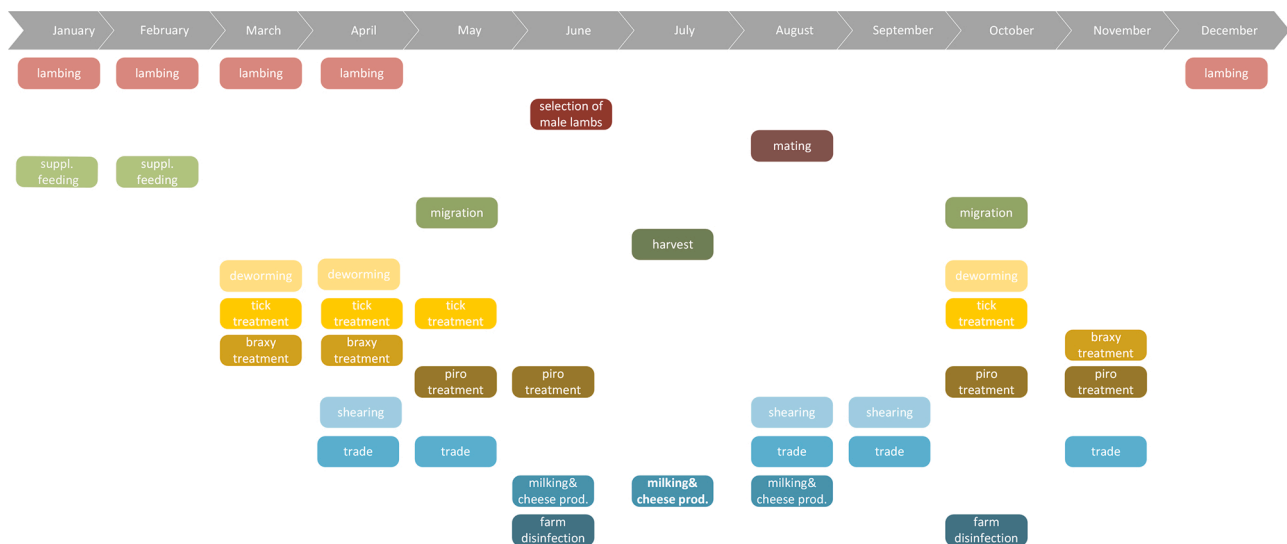 January February March April May June July August September October November December
lambing lambing lambing lambing lambing
selection of
male lambs
mating
suppl.
feeding
suppl.
feeding
migration migration
harvest
deworming deworming deworming
tick
treatment
tick
treatment
tick
treatment
tick
treatment
braxy
treatment
braxy
treatment
braxy
treatment
piro
treatment
piro
treatment
piro
treatment
piro
treatment
shearing shearing shearing
trade trade trade trade trade
milking&
cheese prod.
milking&
cheese prod.
milking&
cheese prod.
farm
disinfection
farm
disinfection